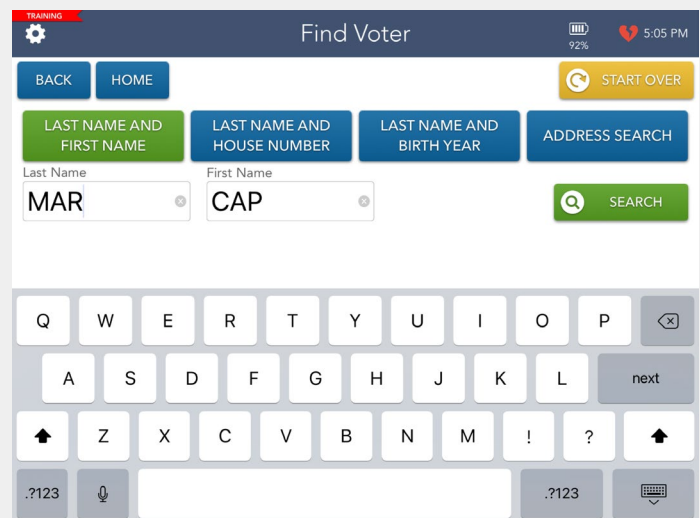 TRAINING
Find Voter
92%
5:05 PM
BACK
HOME
START OVER
LAST NAME AND
FIRST NAME
LAST NAME AND
HOUSE NUMBER
LAST NAME AND
BIRTH YEAR
ADDRESS SEARCH
Last Name
First Name
MAR
CAP
SEARCH
Q W E R T Y U I O P
A S D F G H J K L next
Z X C V B N M ! ?
.?123 .?123